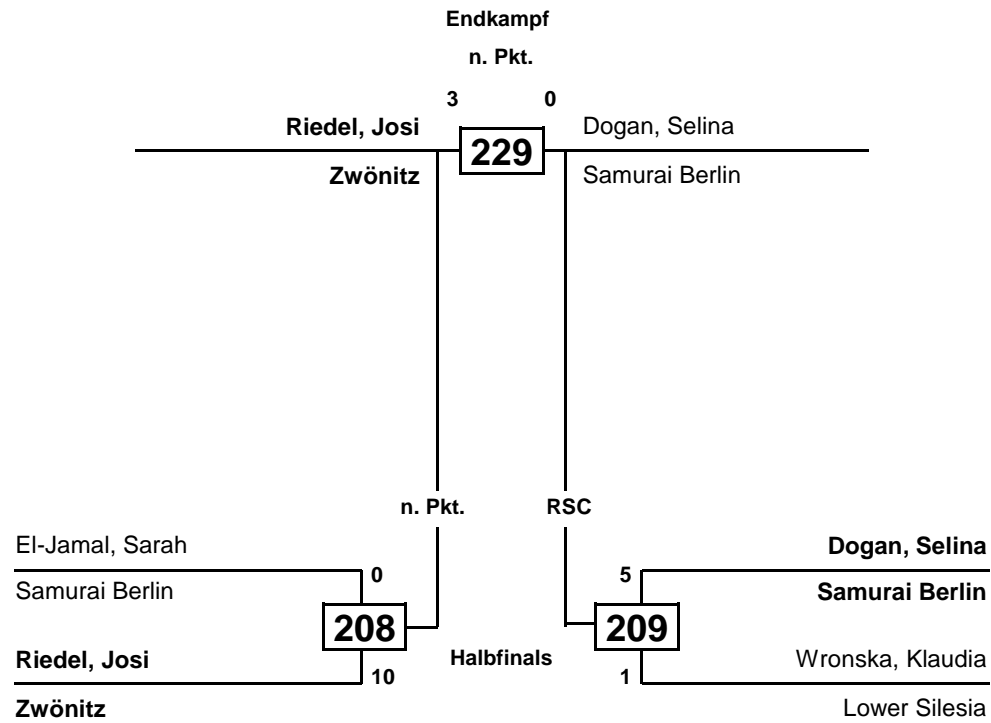 Endkampf
n. Pkt.
3 0
Riedel, Josi 229 Dogan, Selina
Zwönitz Samurai Berlin
n. Pkt. RSC
El-Jamal, Sarah Dogan, Selina
0 5
Samurai Berlin Samurai Berlin
208 209
Riedel, Josi Halbfinals Wronska, Klaudia
10 1
Zwönitz Lower Silesia